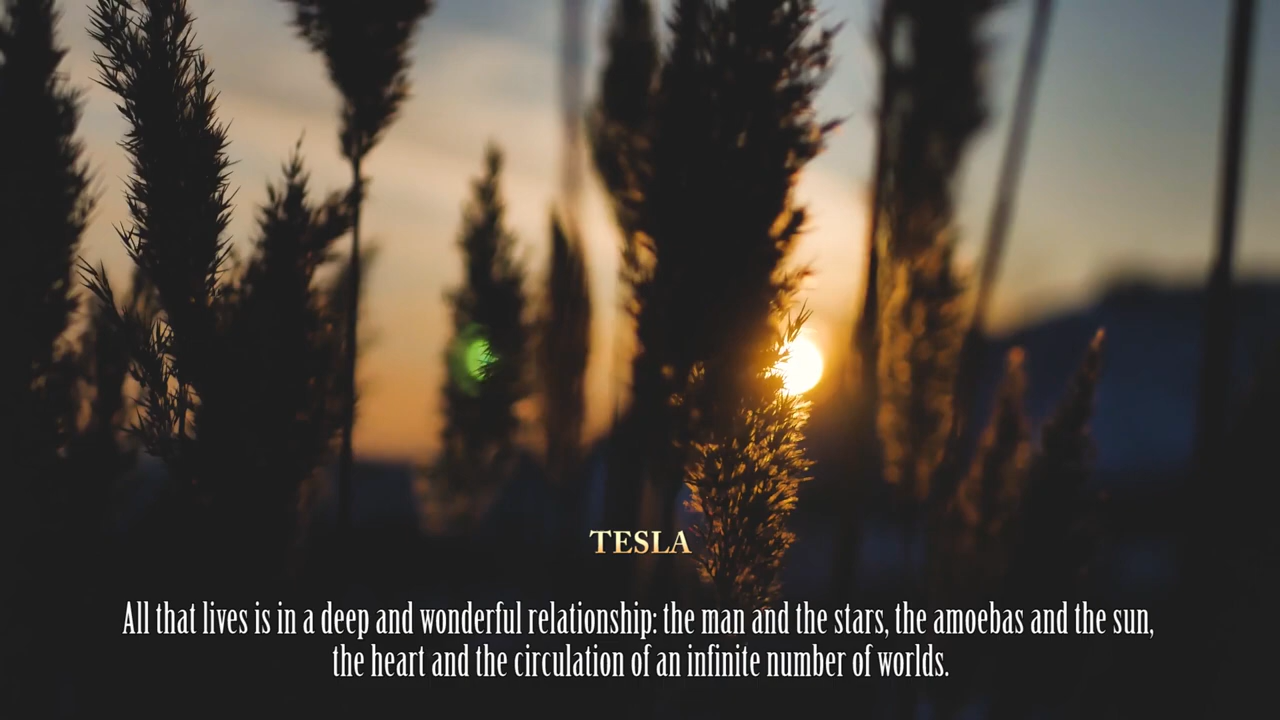 TESLA
All that lives is in a deep and wonderful relationship: the man and the stars, the amoebas and the sun,
the heart and the circulation of an infinite number of worlds.